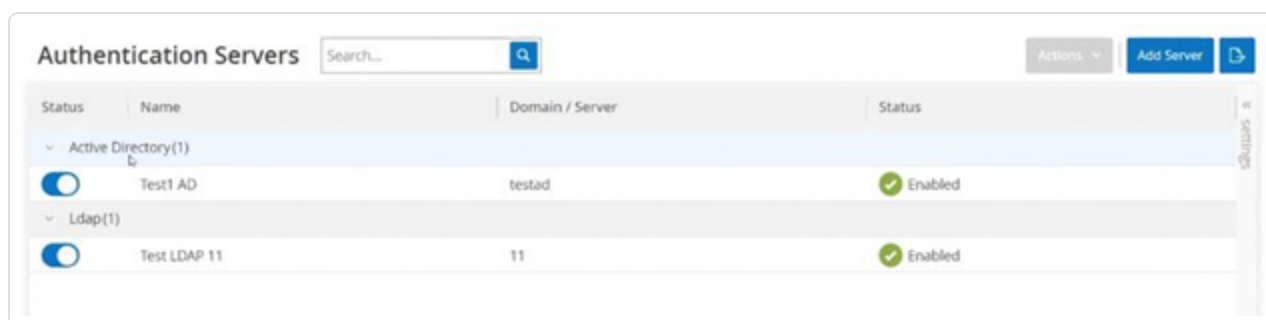 Authentication Servers Search... Actions Add Server
Status Name Domain / Server Status
Active Directory(1)
Test1 AD testad Enabled
Ldap(1)
Test LDAP 11 11 Enabled
settings